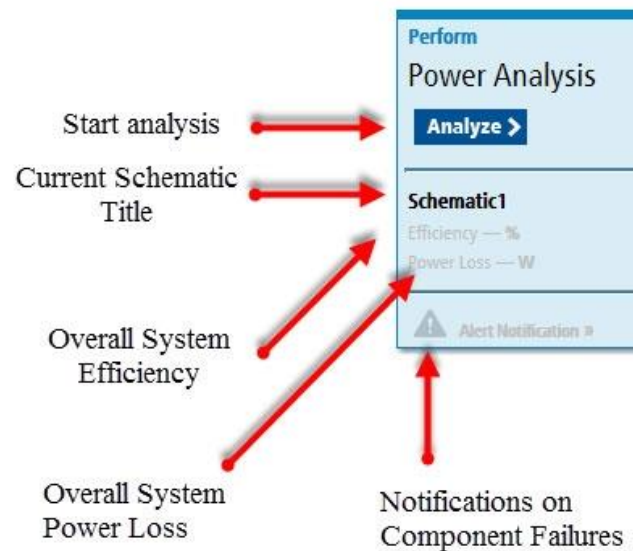 Perform
Power Analysis
Start analysis
Analyze >
Current Schematic
Title
Schematic1
Efficiency — %
Power Loss — W
Alert Notification »
Overall System
Efficiency
Overall System
Power Loss
Notifications on
Component Failures